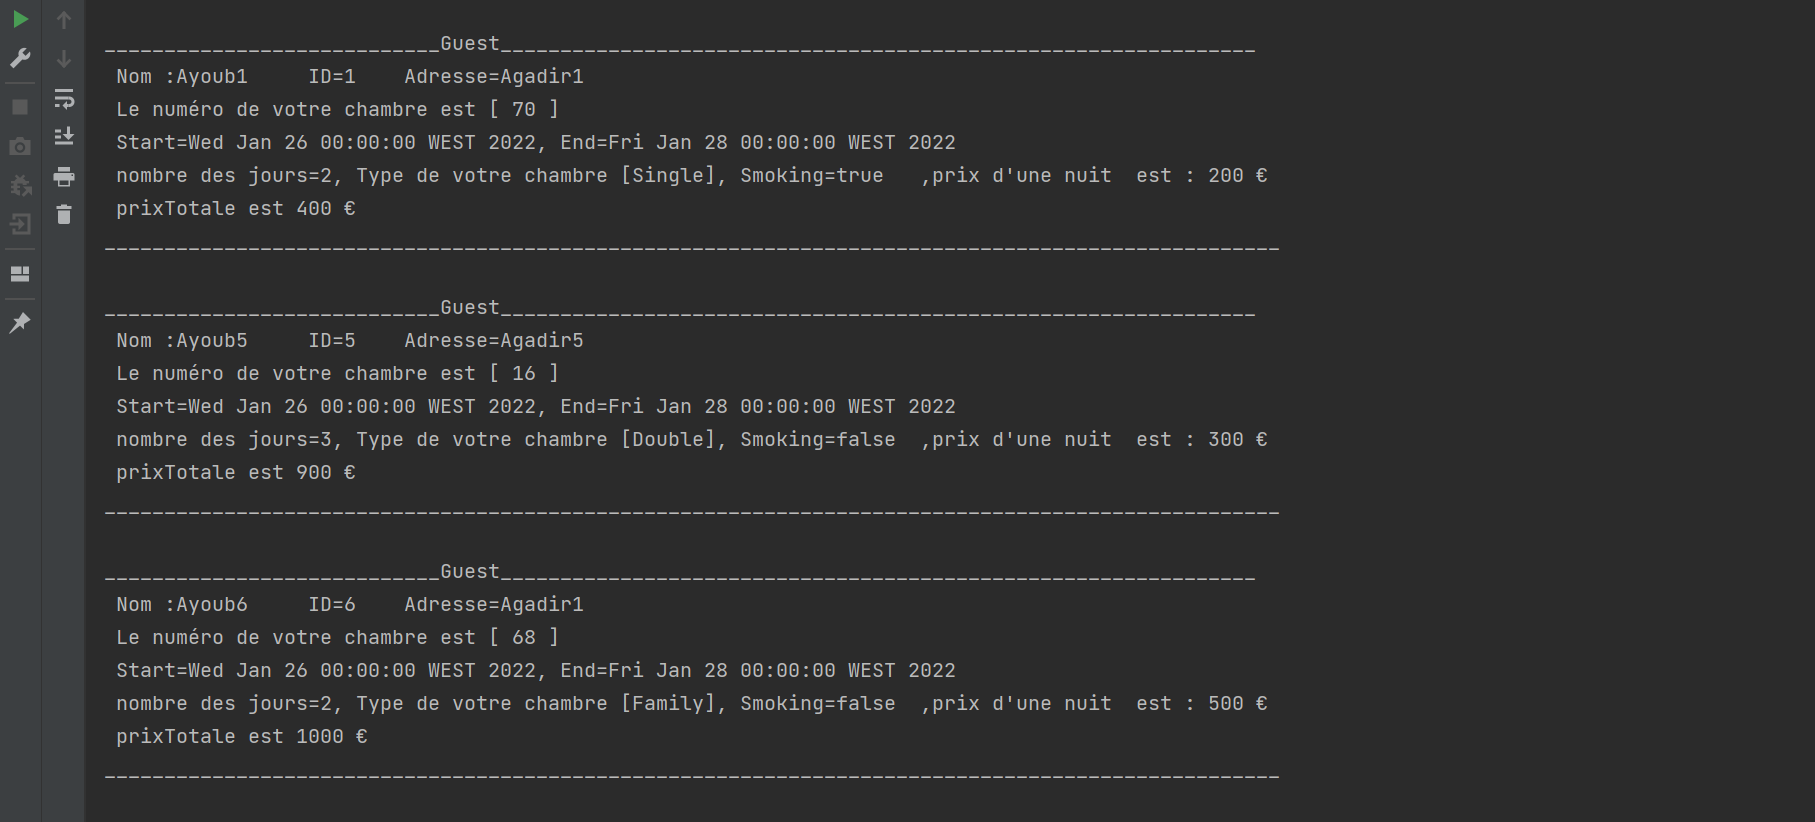 ____________________________Guest_______________________________________________________________
Nom :Ayoub1     ID=1    Adresse=Agadir1
Le numéro de votre chambre est [ 70 ]
Start=Wed Jan 26 00:00:00 WEST 2022, End=Fri Jan 28 00:00:00 WEST 2022
nombre des jours=2, Type de votre chambre [Single], Smoking=true   ,prix d'une nuit  est : 200 €
prixTotale est 400 €
__________________________________________________________________________________________________
____________________________Guest_______________________________________________________________
Nom :Ayoub5     ID=5    Adresse=Agadir5
Le numéro de votre chambre est [ 16 ]
Start=Wed Jan 26 00:00:00 WEST 2022, End=Fri Jan 28 00:00:00 WEST 2022
nombre des jours=3, Type de votre chambre [Double], Smoking=false  ,prix d'une nuit  est : 300 €
prixTotale est 900 €
__________________________________________________________________________________________________
____________________________Guest_______________________________________________________________
Nom :Ayoub6     ID=6    Adresse=Agadir1
Le numéro de votre chambre est [ 68 ]
Start=Wed Jan 26 00:00:00 WEST 2022, End=Fri Jan 28 00:00:00 WEST 2022
nombre des jours=2, Type de votre chambre [Family], Smoking=false  ,prix d'une nuit  est : 500 €
prixTotale est 1000 €
__________________________________________________________________________________________________